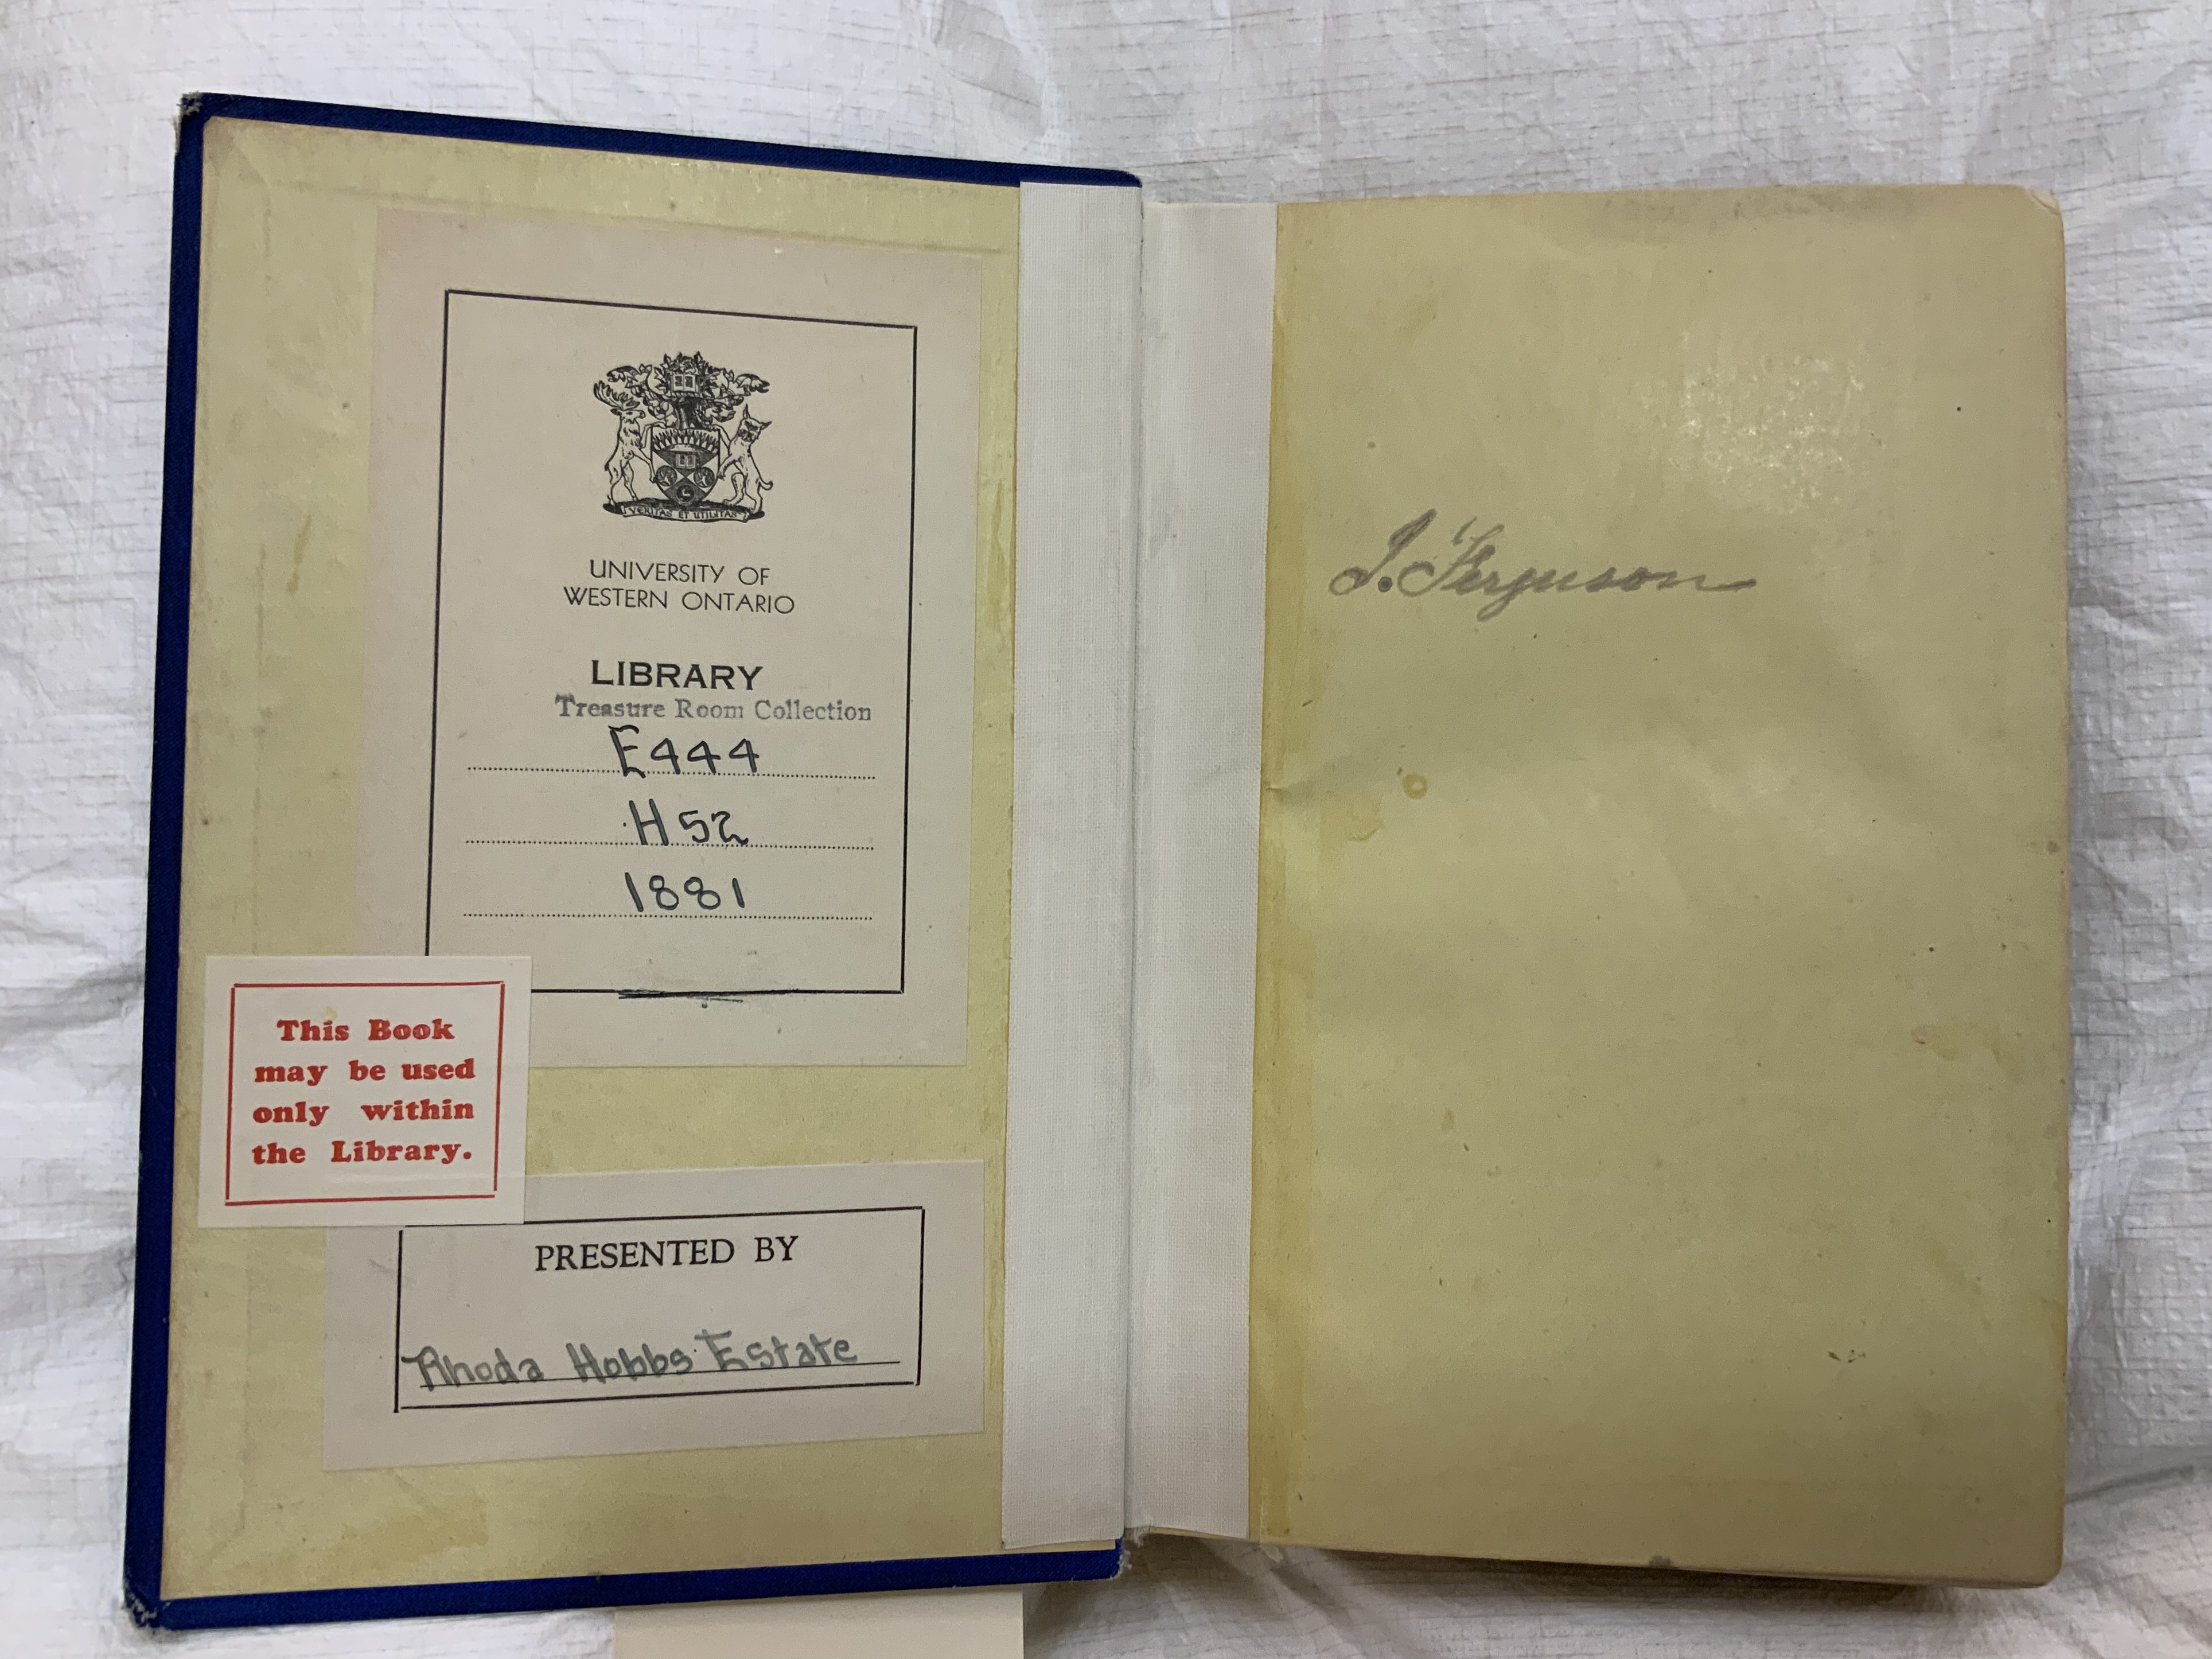 VERITAS ET UTILITAS
UNIVERSITY OF
WESTERN ONTARIO
LIBRARY
Treasure Room Collection
E444
H52
1881
This Book
may be used
only within
the Library.
PRESENTED BY
Rhoda Hobbs Estate
I. Ferguson